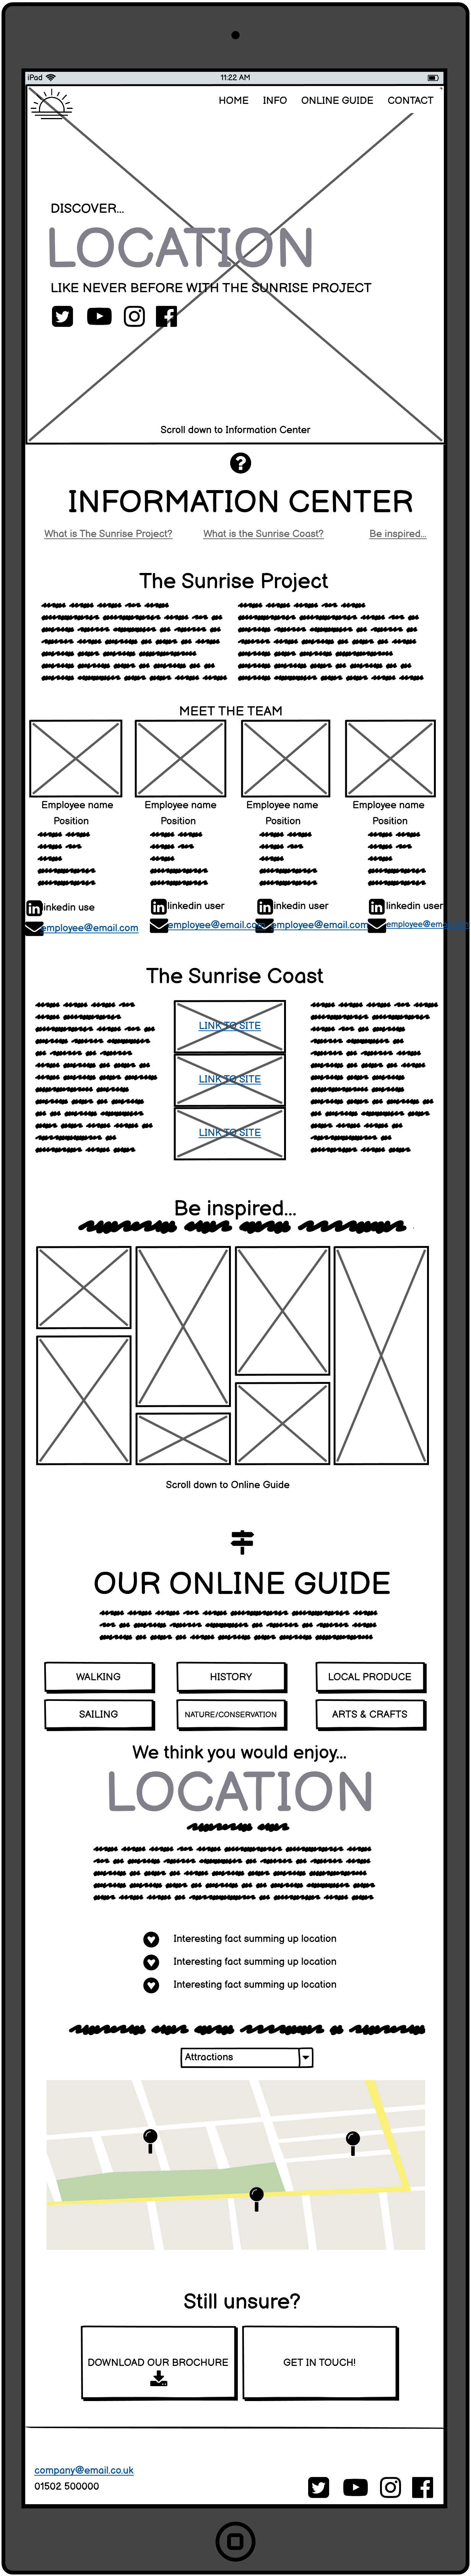 iPad 11:22 AM
HOME INFO ONLINE GUIDE CONTACT
DISCOVER...
LOCATION
LIKE NEVER BEFORE WITH THE SUNRISE PROJECT
Scroll down to Information Center
?
INFORMATION CENTER
What is The Sunrise Project? What is the Sunrise Coast? Be inspired...
The Sunrise Project
MEET THE TEAM
Employee name Employee name Employee name Employee name
Position Position Position Position
linkedin use linkedin user linkedin user linkedin user
employee@email.com employee@email.com employee@email.com employee@email.com
The Sunrise Coast
LINK TO SITE
LINK TO SITE
LINK TO SITE
Be inspired...
Scroll down to Online Guide
OUR ONLINE GUIDE
WALKING HISTORY LOCAL PRODUCE
SAILING NATURE/CONSERVATION ARTS & CRAFTS
We think you would enjoy...
LOCATION
Interesting fact summing up location
Interesting fact summing up location
Interesting fact summing up location
Attractions
Still unsure?
DOWNLOAD OUR BROCHURE GET IN TOUCH!
company@email.co.uk
01502 500000